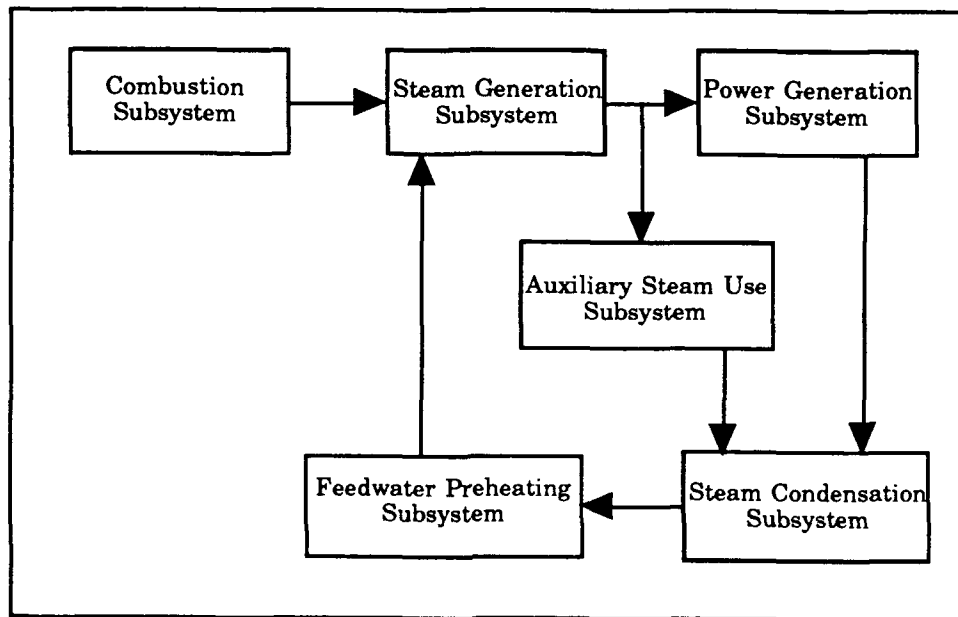 Combustion
Subsystem
Steam Generation
Subsystem
Power Generation
Subsystem
Auxiliary Steam Use
Subsystem
Feedwater Preheating
Subsystem
Steam Condensation
Subsystem